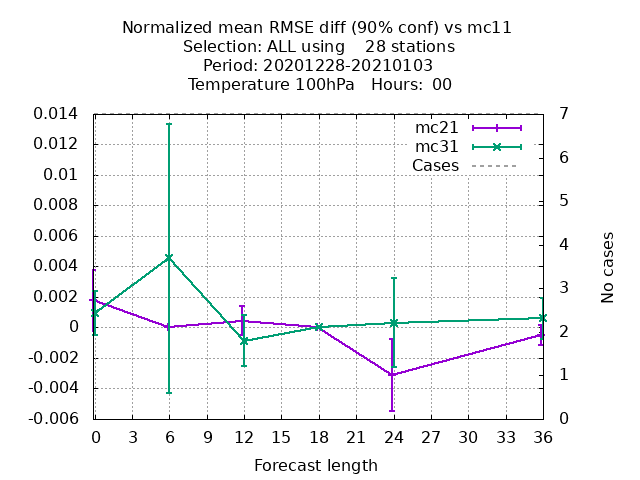 Normalized mean RMSE diff (90% conf) vs mc11
Selection: ALL using    28 stations
Period: 20201228-20210103
Temperature 100hPa   Hours:  00
0.014
0.012
0.01
0.008
0.006
0.004
0.002
0
-0.002
-0.004
-0.006
7
6
5
4
3
2
1
0
No cases
mc21
mc31
Cases
0 3 6 9 12 15 18 21 24 27 30 33 36
Forecast length